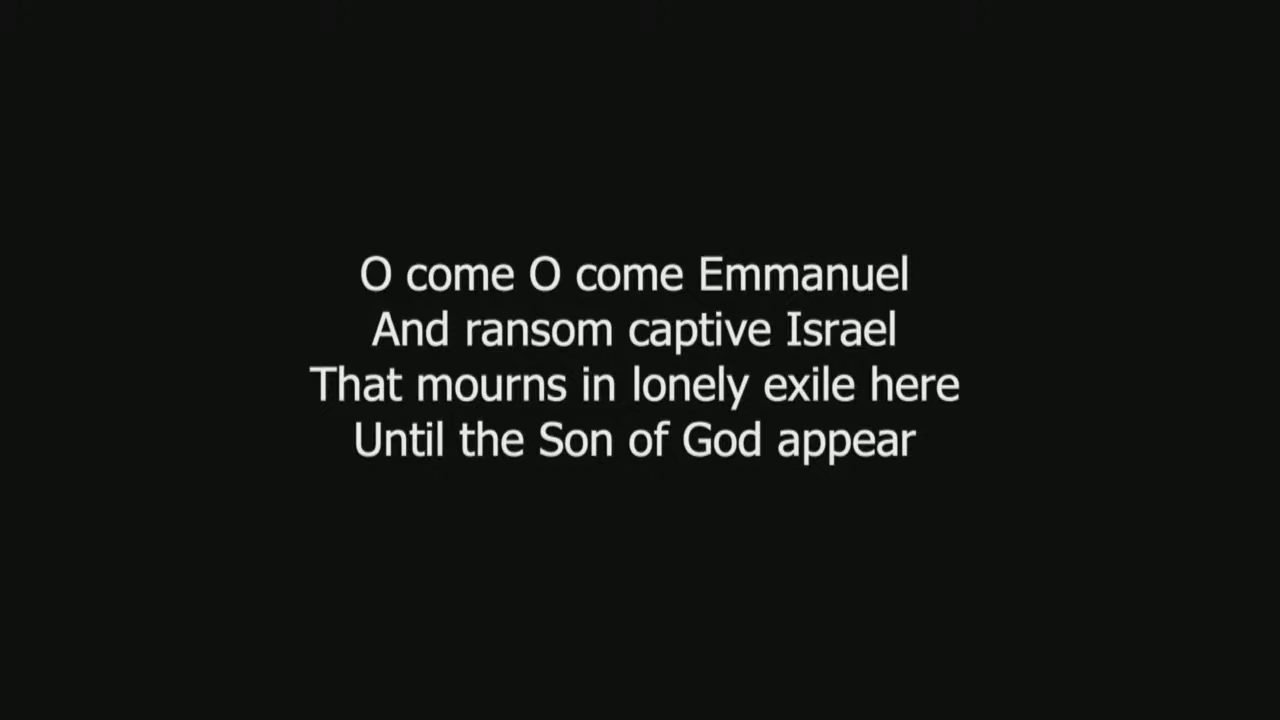 O come O come Emmanuel
And ransom captive Israel
That mourns in lonely exile here
Until the Son of God appear